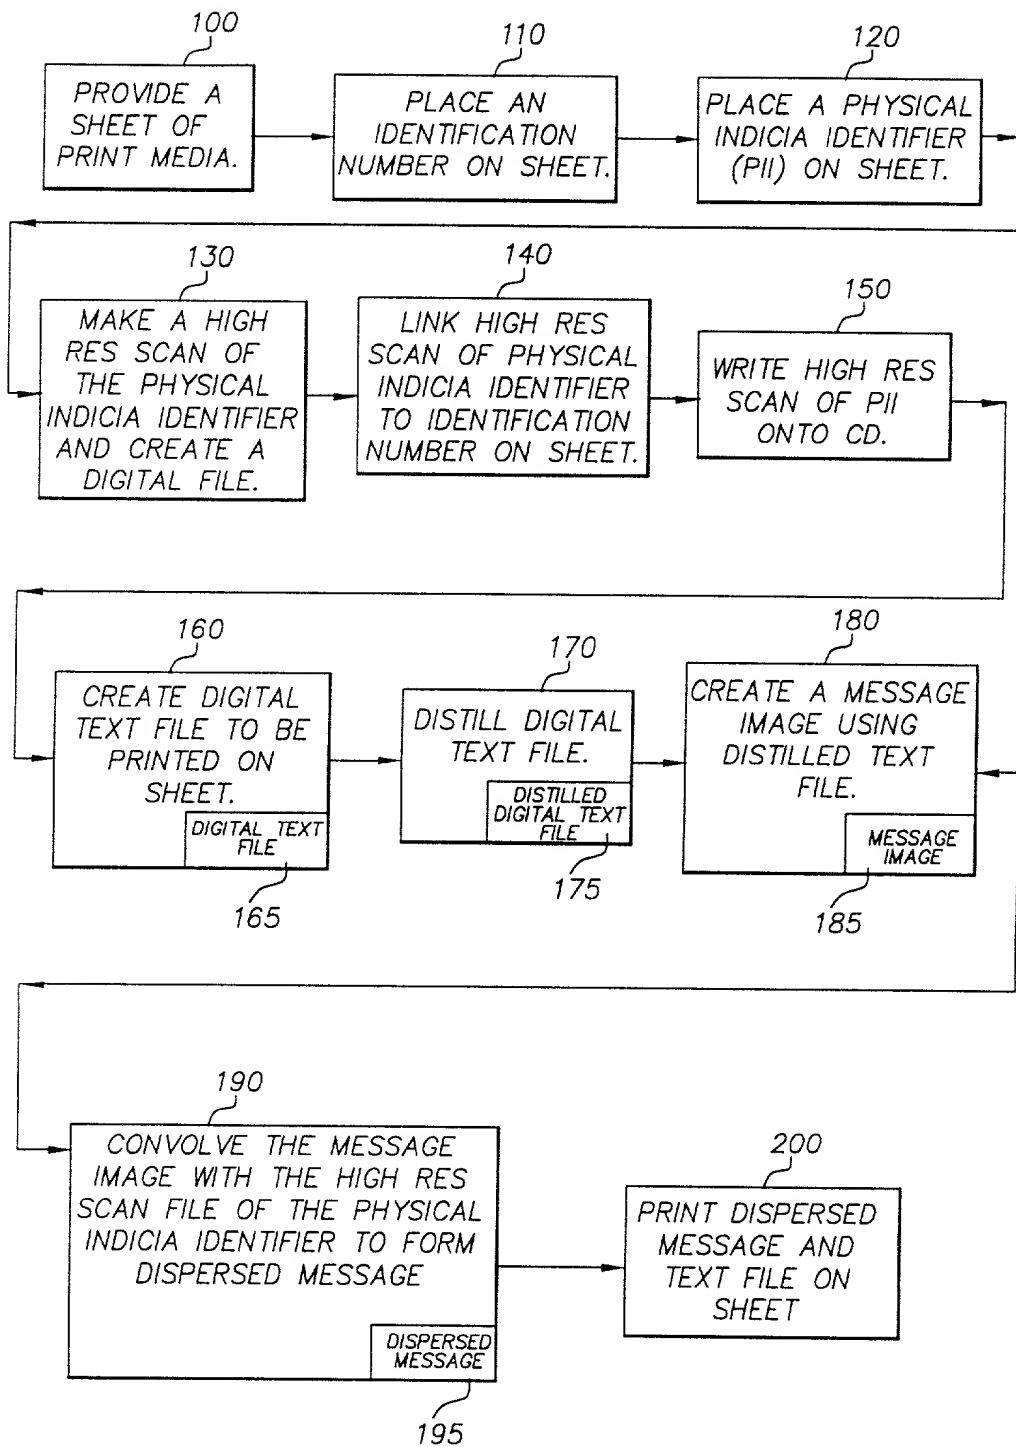 100
PROVIDE A
SHEET OF
PRINT MEDIA.
110
PLACE AN
IDENTIFICATION
NUMBER ON SHEET.
120
PLACE A PHYSICAL
INDICIA IDENTIFIER
(PII) ON SHEET.
130
MAKE A HIGH
RES SCAN OF
THE PHYSICAL
INDICIA IDENTIFIER
AND CREATE A
DIGITAL FILE.
140
LINK HIGH RES
SCAN OF PHYSICAL
INDICIA IDENTIFIER
TO IDENTIFICATION
NUMBER ON SHEET.
150
WRITE HIGH RES
SCAN OF PII
ONTO CD.
160
CREATE DIGITAL
TEXT FILE TO BE
PRINTED ON
SHEET.
DIGITAL TEXT
FILE
165
170
DISTILL DIGITAL
TEXT FILE.
DISTILLED
DIGITAL TEXT
FILE
175
180
CREATE A MESSAGE
IMAGE USING
DISTILLED TEXT
FILE.
MESSAGE
IMAGE
185
190
CONVOLVE THE MESSAGE
IMAGE WITH THE HIGH RES
SCAN FILE OF THE PHYSICAL
INDICIA IDENTIFIER TO FORM
DISPERSED MESSAGE
DISPERSED
MESSAGE
195
200
PRINT DISPERSED
MESSAGE AND
TEXT FILE ON
SHEET